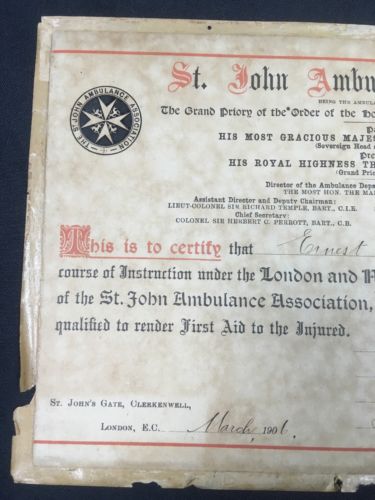 St. John Ambu
THE ST JOHN AMBULANCE ASSOCIATION
BEING THE AMBULAN
The Grand Priory of the Order of the Ho
Pa
HIS MOST GRACIOUS MAJES
(Sovereign Head
Pre
HIS ROYAL HIGHNESS TH
(Grand Prio
Director of the Ambulance Depa
THE MOST HON. THE MA
Assistant Director and Deputy Chairman:
LIEUT-COLONEL SIR RICHARD TEMPLE, BART., C.I.E.
Chief Secretary:
COLONEL SIR HERBERT C. PERROTT, BART., C.B.
This is to certify that Ernest
course of Instruction under the London and
of the St. John Ambulance Association,
qualified to render First Aid to the Injured.
ST. JOHN'S GATE, CLERKENWELL,
LONDON, E.C. March, 1906.